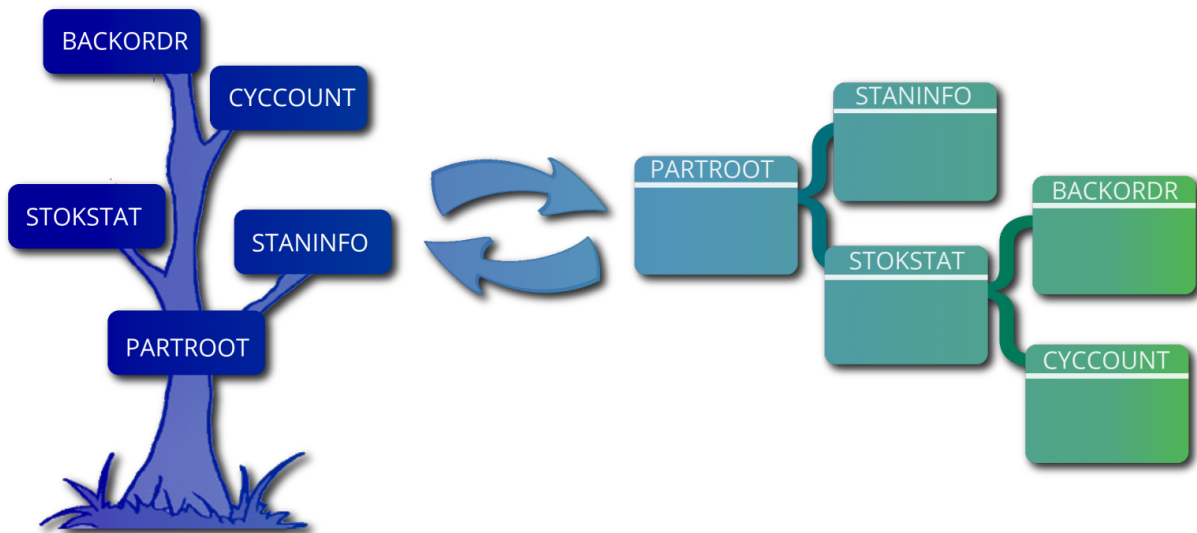 BACKORDR
CYCCOUNT
STOKSTAT
STANINFO
PARTROOT
STANINFO
PARTROOT
BACKORDR
STOKSTAT
CYCCOUNT